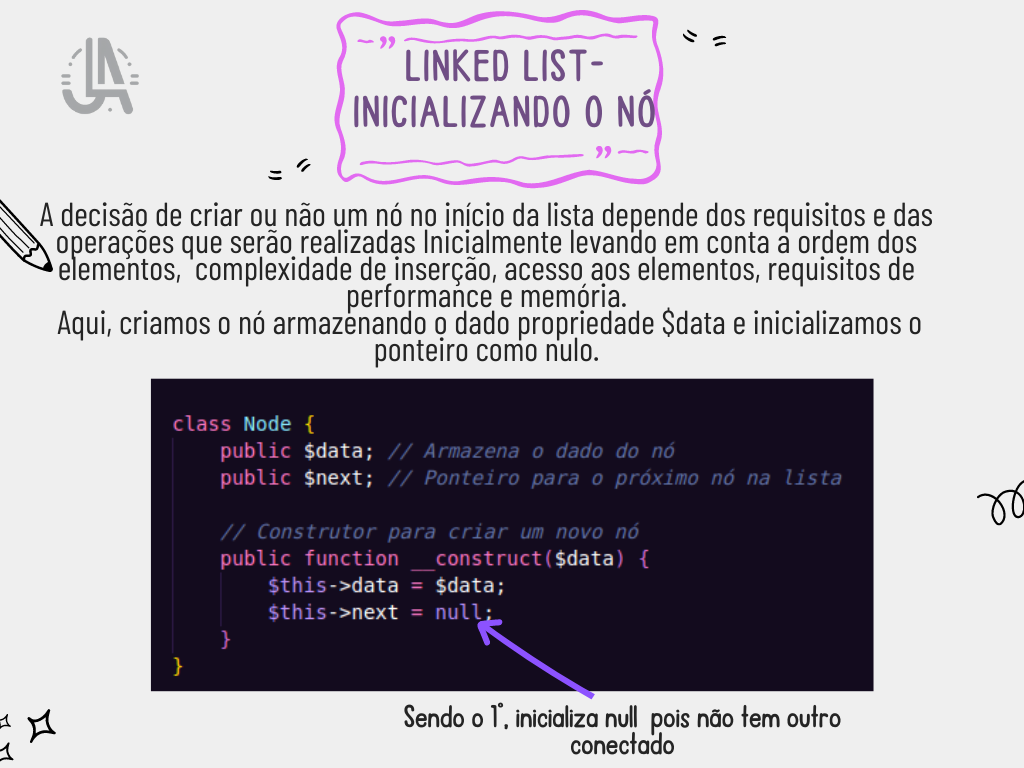 LINKED LIST-
INICIALIZANDO O NÓ
A decisão de criar ou não um nó no início da lista depende dos requisitos e das
operações que serão realizadas Inicialmente levando em conta a ordem dos
elementos,  complexidade de inserção, acesso aos elementos, requisitos de
performance e memória.
Aqui, criamos o nó armazenando o dado propriedade $data e inicializamos o
ponteiro como nulo.
class Node {
    public $data; // Armazena o dado do nó
    public $next; // Ponteiro para o próximo nó na lista
    // Construtor para criar um novo nó
    public function __construct($data) {
        $this->data = $data;
        $this->next = null;
    }
}
Sendo o 1º, inicializa null  pois não tem outro
conectado